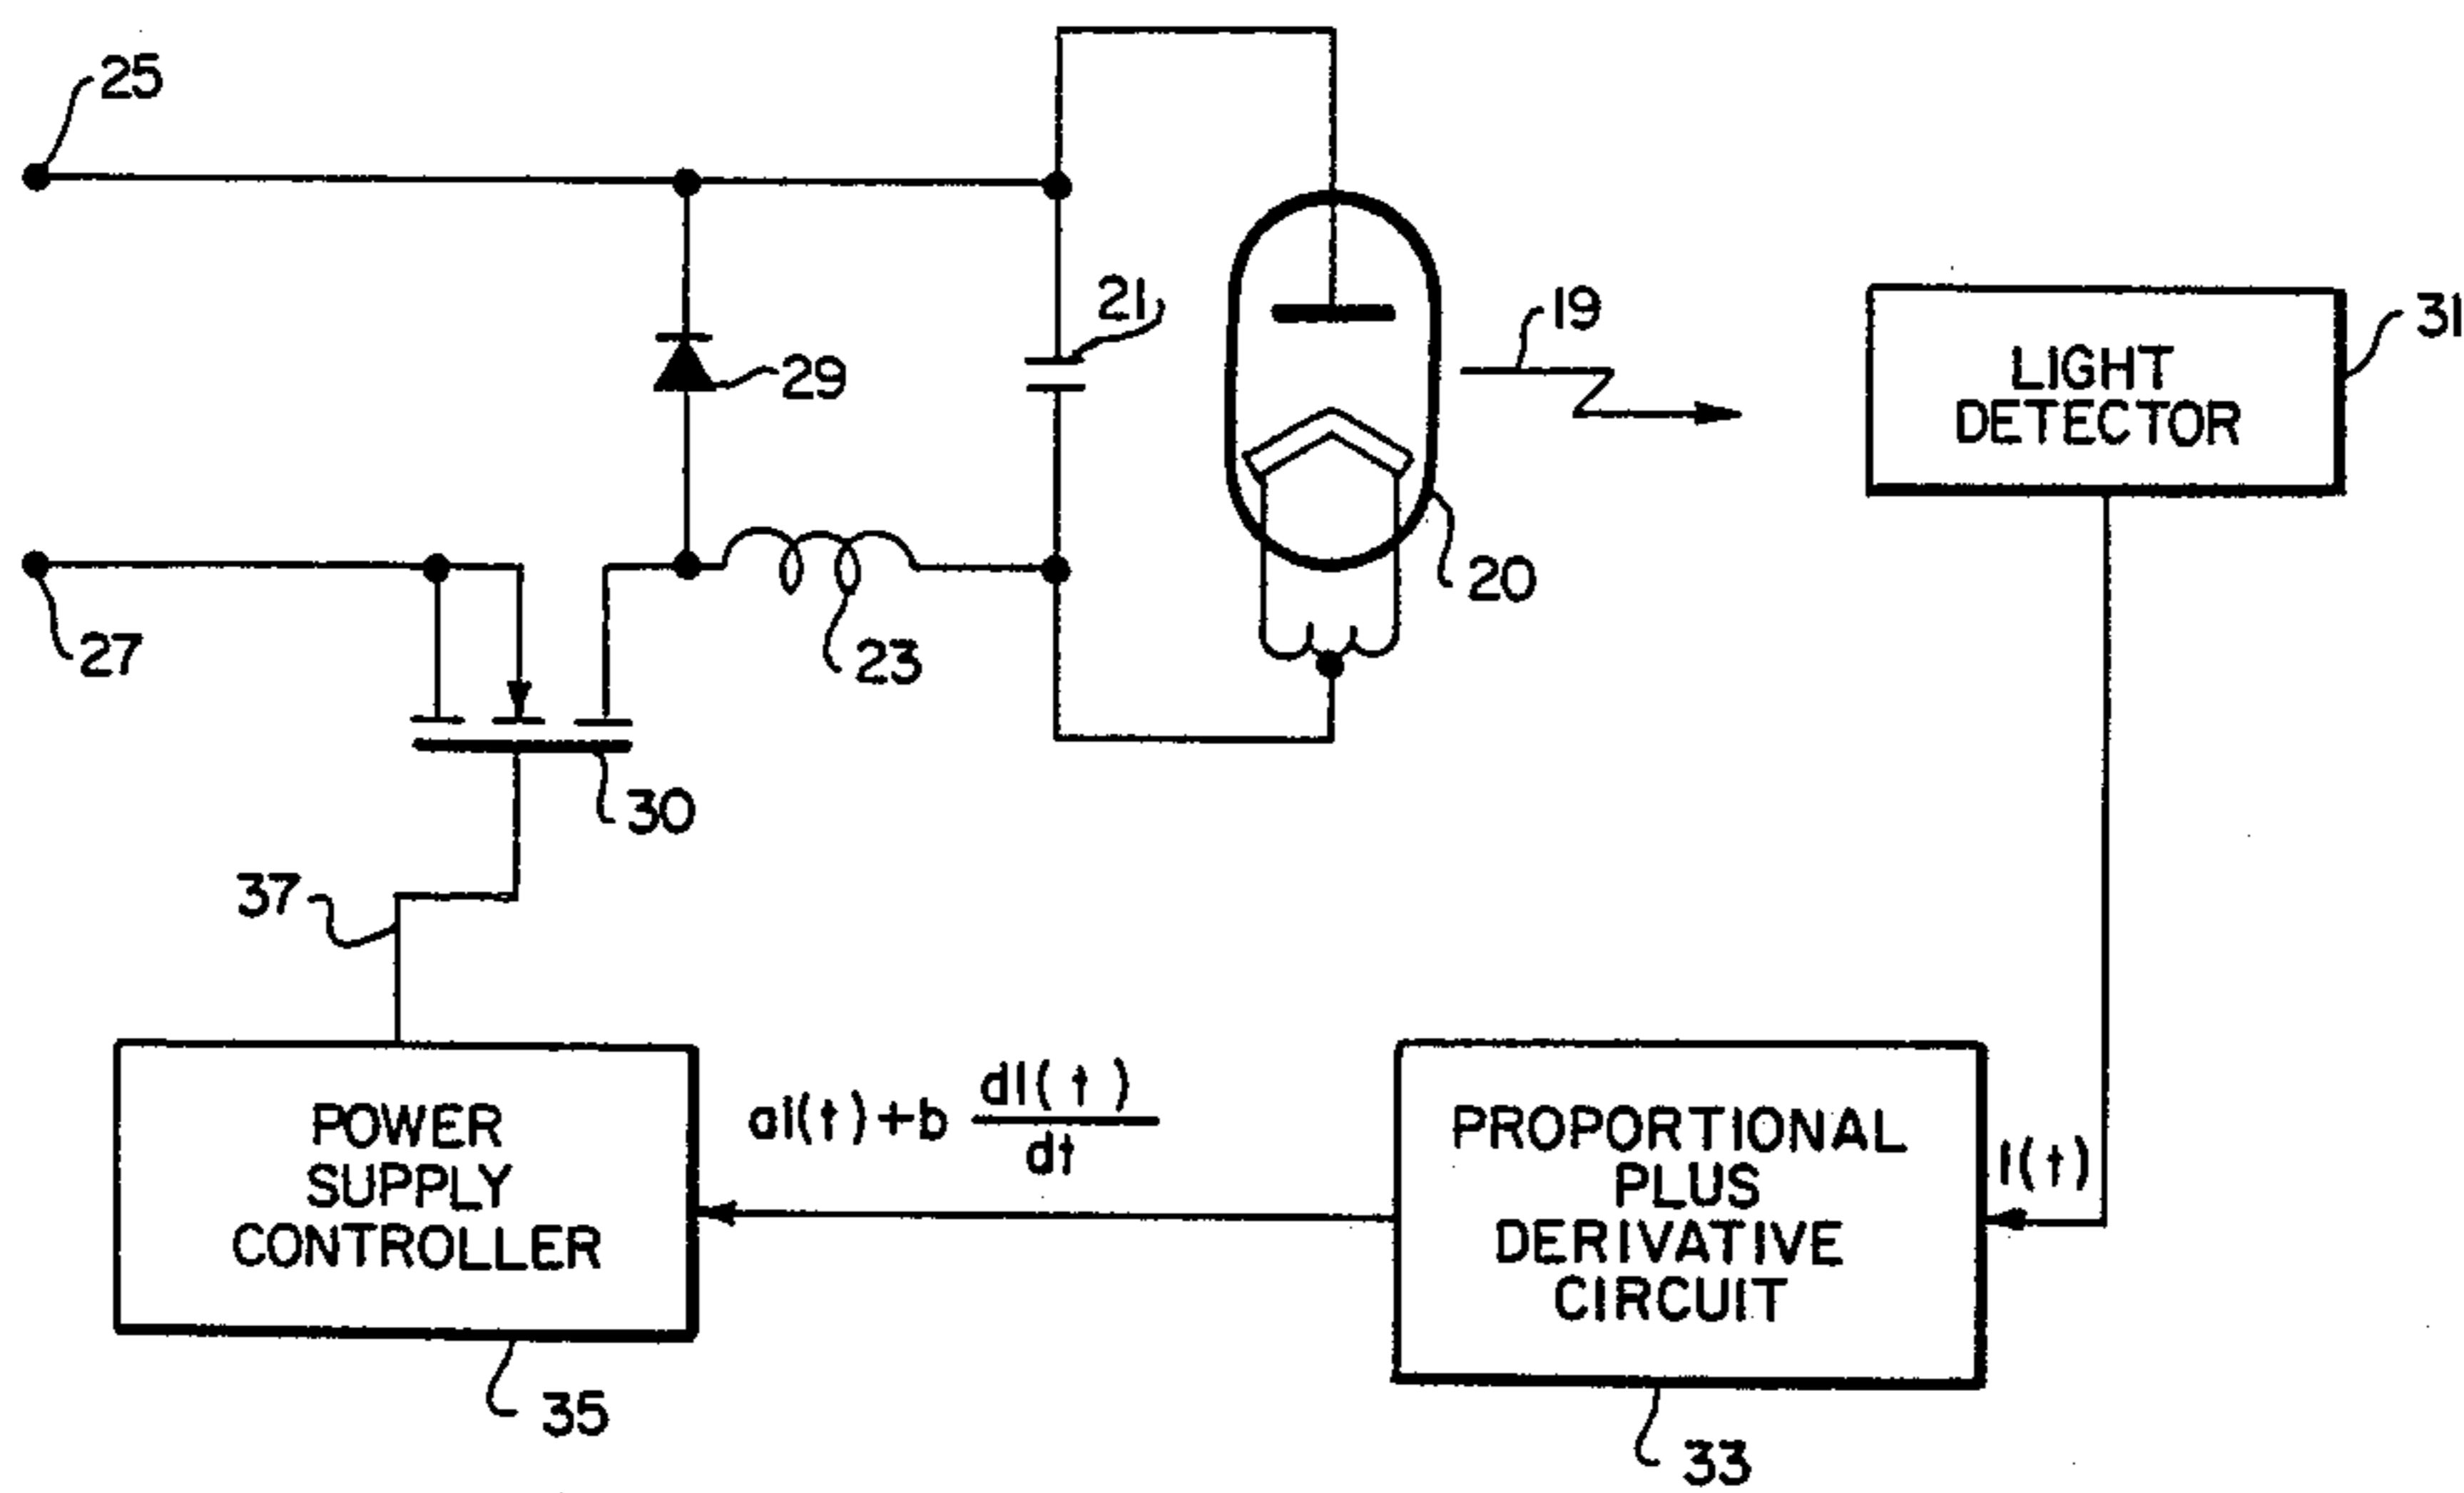 25
21
19
31
LIGHT
DETECTOR
29
20
27
23
30
37
POWER
SUPPLY
CONTROLLER
ai(t)+b dI(t)
dt
PROPORTIONAL
PLUS
DERIVATIVE
CIRCUIT
I(t)
35
33